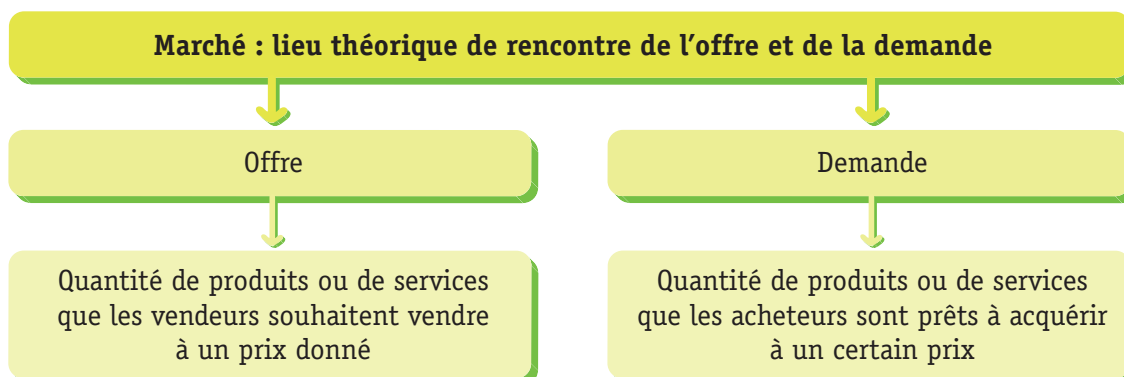 Marché : lieu théorique de rencontre de l’offre et de la demande
Offre
Demande
Quantité de produits ou de services
que les vendeurs souhaitent vendre
à un prix donné
Quantité de produits ou de services
que les acheteurs sont prêts à acquérir
à un certain prix